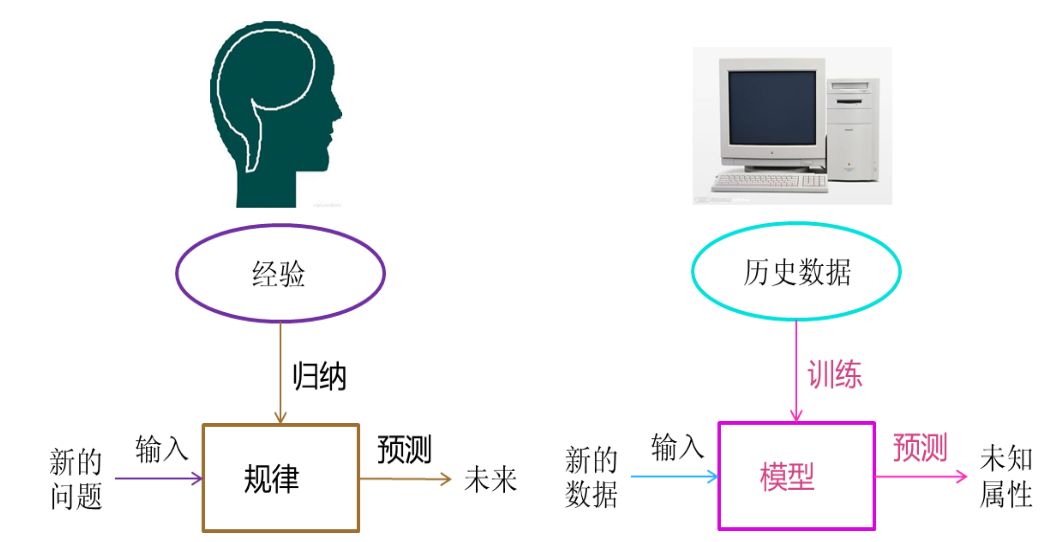 经验
归纳
新的
问题
输入
规律
预测
未来
历史数据
训练
新的
数据
输入
模型
预测
未知
属性